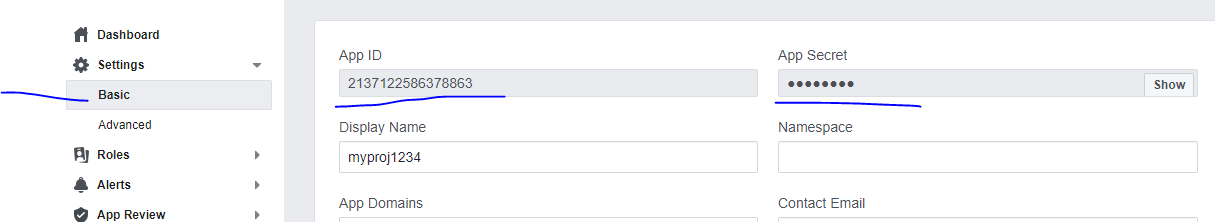 Dashboard
Settings
Basic
Advanced
Roles
Alerts
App Review
App ID
2137122586378863
App Secret
●●●●●●●●
Show
Display Name
myproj1234
Namespace
App Domains
Contact Email